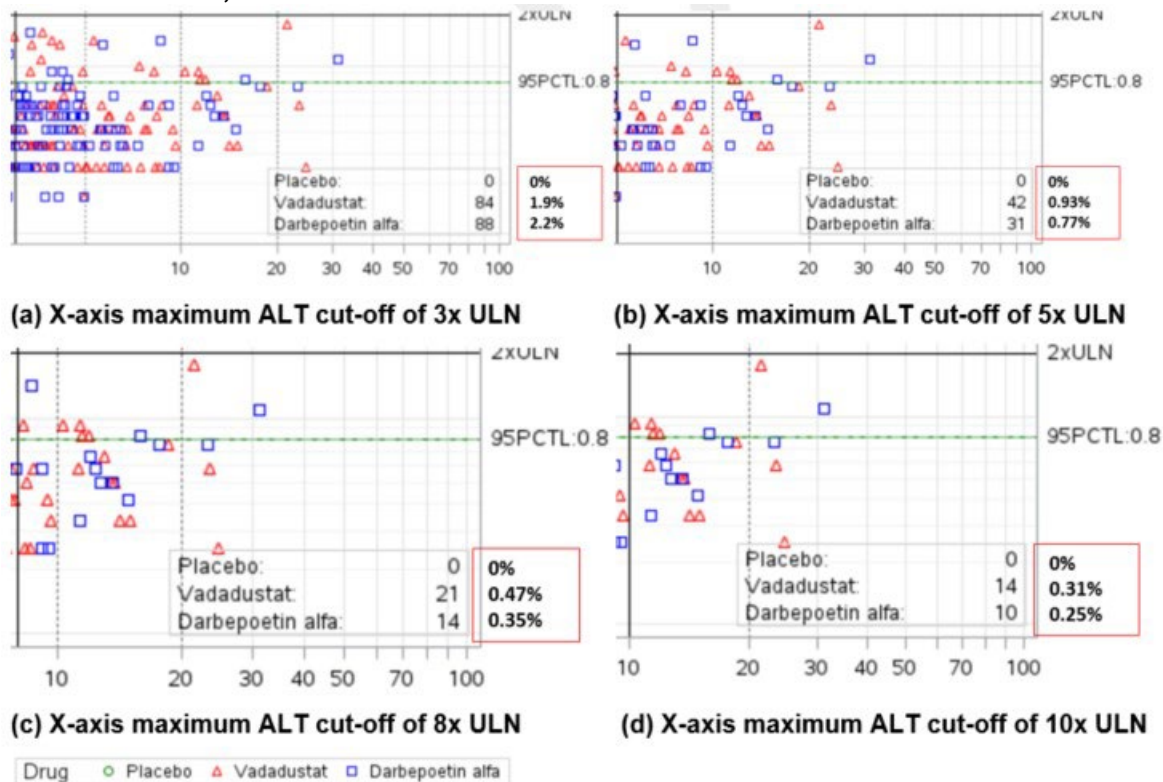 2xULN
95PCTL:0.8
Placebo: 0 0%
Vadadustat: 84 1.9%
Darbepoetin alfa: 88 2.2%
10 20 30 40 50 70 100
(a) X-axis maximum ALT cut-off of 3x ULN
2xULN
95PCTL:0.8
Placebo: 0 0%
Vadadustat: 42 0.93%
Darbepoetin alfa: 31 0.77%
10 20 30 40 50 70 100
(b) X-axis maximum ALT cut-off of 5x ULN
2xULN
95PCTL:0.8
Placebo: 0 0%
Vadadustat: 21 0.47%
Darbepoetin alfa: 14 0.35%
10 20 30 40 50 70 100
(c) X-axis maximum ALT cut-off of 8x ULN
2xULN
95PCTL:0.8
Placebo: 0 0%
Vadadustat: 14 0.31%
Darbepoetin alfa: 10 0.25%
10 20 30 40 50 70 100
(d) X-axis maximum ALT cut-off of 10x ULN
Drug Placebo Vadadustat Darbepoetin alfa